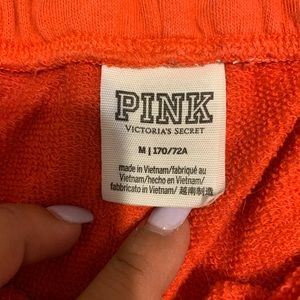 PINK
VICTORIA'S SECRET
M | 170/72A
made in Vietnam/fabriqué au
Vietnam/hecho en Vietnam/
fabbricato in Vietnam/ 越南制造